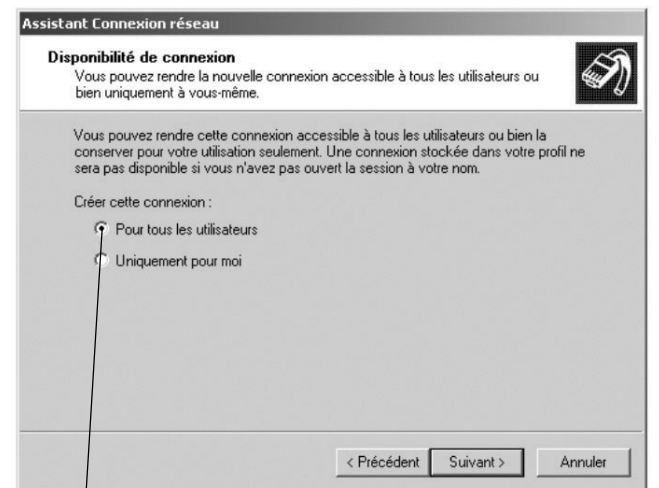 Assistant Connexion réseau
Disponibilité de connexion
Vous pouvez rendre la nouvelle connexion accessible à tous les utilisateurs ou
bien uniquement à vous-même.
Vous pouvez rendre cette connexion accessible à tous les utilisateurs ou bien la
conserver pour votre utilisation seulement. Une connexion stockée dans votre profil ne
sera pas disponible si vous n'avez pas ouvert la session à votre nom.
Créer cette connexion :
Pour tous les utilisateurs
Uniquement pour moi
< Précédent
Suivant >
Annuler